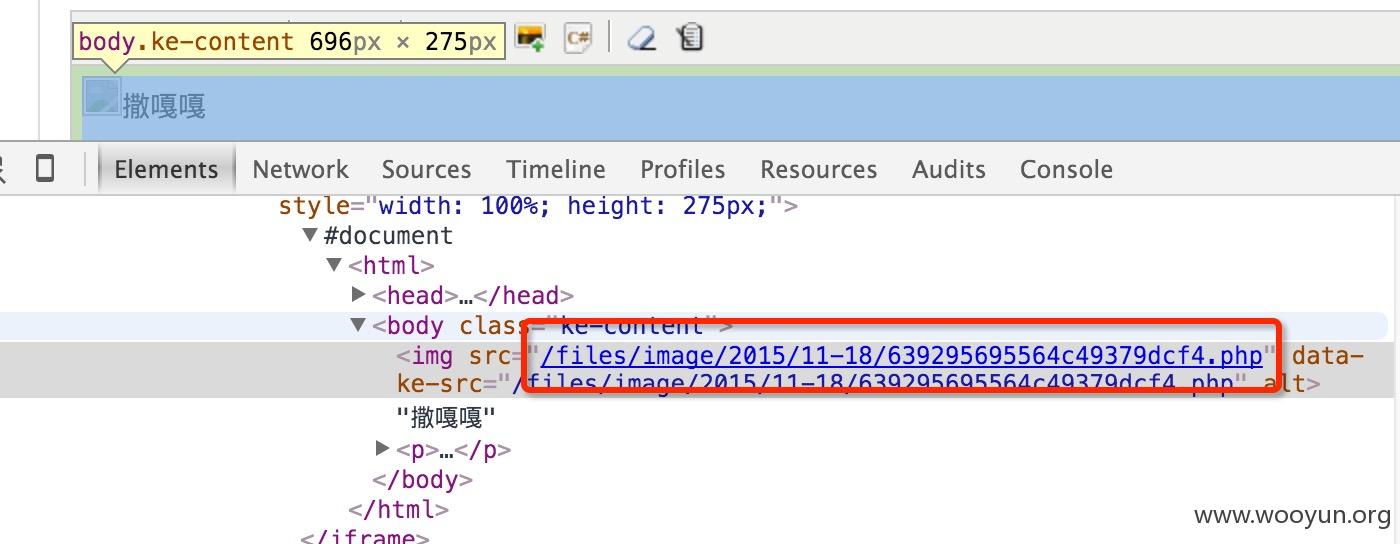 body.ke-content 696px × 275px
C#
撒嘎嘎
Elements Network Sources Timeline Profiles Resources Audits Console
style="width: 100%; height: 275px;">
▼ #document
▼ <html>
▶ <head>…</head>
▼ <body class="ke-content">
<img src="/files/image/2015/11-18/639295695564c49379dcf4.php" data-
ke-src="/files/image/2015/11-18/639295695564c49379dcf4.php" alt>
"撒嘎嘎"
▶ <p>…</p>
</body>
</html>
</iframe>
www.wooyun.org